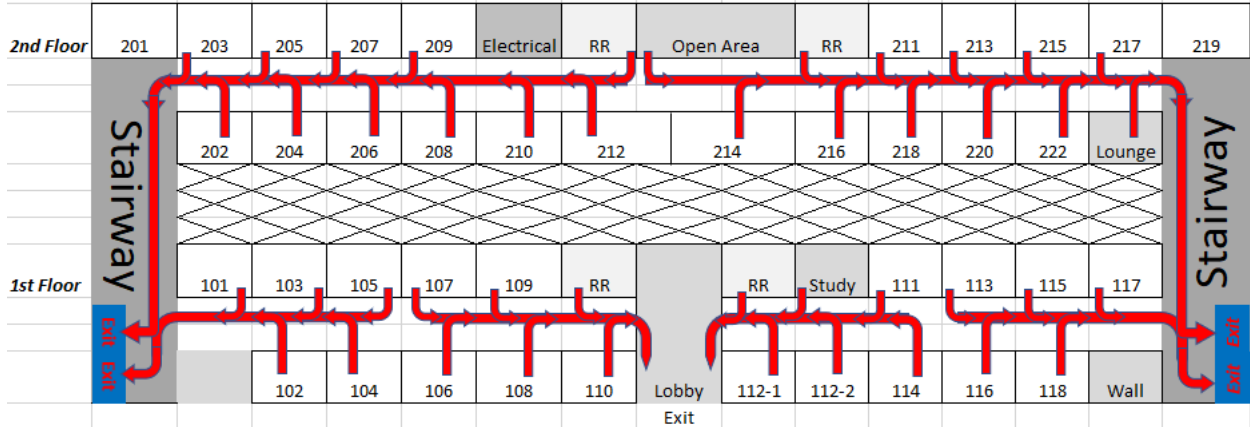 2nd Floor 201 203 205 207 209 Electrical RR Open Area RR 211 213 215 217 219
Stairway
Stairway
202 204 206 208 210 212 214 216 218 220 222 Lounge
1st Floor 101 103 105 107 109 RR RR Study 111 113 115 117
Exit
Exit
Exit
Exit
102 104 106 108 110 Lobby 112-1 112-2 114 116 118 Wall
Exit